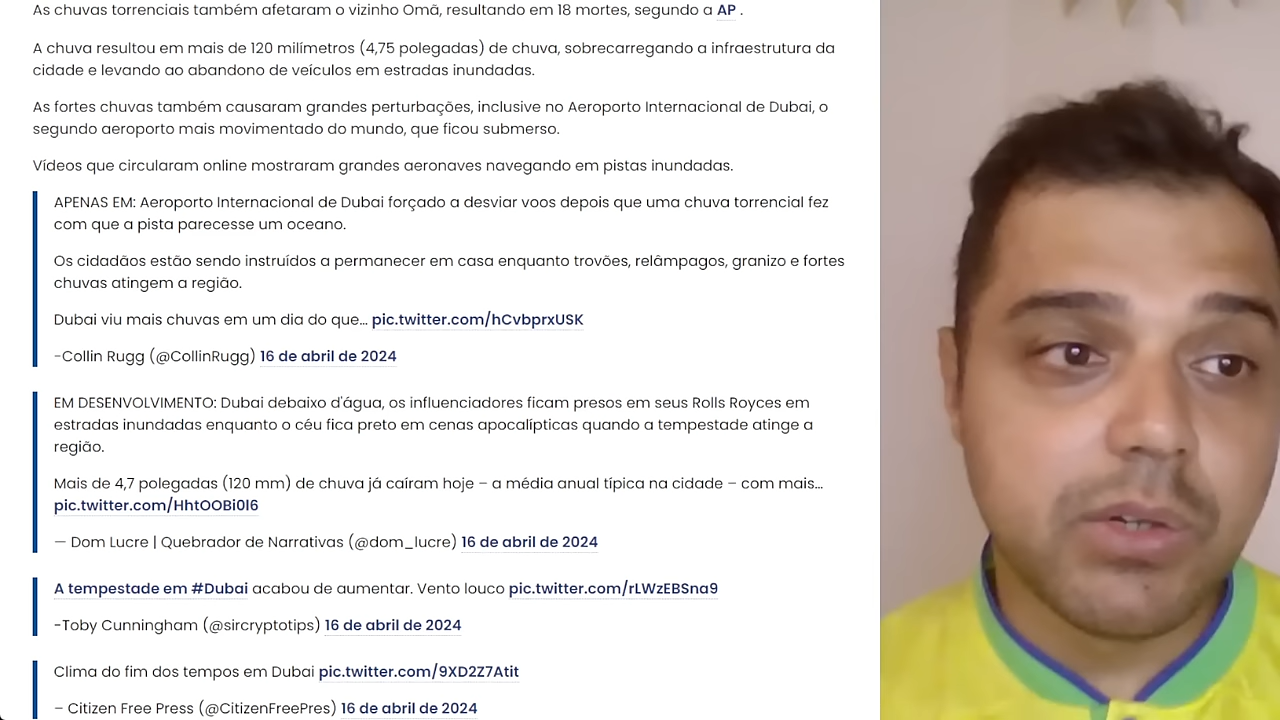 As chuvas torrenciais também afetaram o vizinho Omã, resultando em 18 mortes, segundo a AP .
A chuva resultou em mais de 120 milímetros (4,75 polegadas) de chuva, sobrecarregando a infraestrutura da
cidade e levando ao abandono de veículos em estradas inundadas.
As fortes chuvas também causaram grandes perturbações, inclusive no Aeroporto Internacional de Dubai, o
segundo aeroporto mais movimentado do mundo, que ficou submerso.
Vídeos que circularam online mostraram grandes aeronaves navegando em pistas inundadas.
APENAS EM: Aeroporto Internacional de Dubai forçado a desviar voos depois que uma chuva torrencial fez
com que a pista parecesse um oceano.
Os cidadãos estão sendo instruídos a permanecer em casa enquanto trovões, relâmpagos, granizo e fortes
chuvas atingem a região.
Dubai viu mais chuvas em um dia do que… pic.twitter.com/hCvbprxUSK
-Collin Rugg (@CollinRugg) 16 de abril de 2024
EM DESENVOLVIMENTO: Dubai debaixo d'água, os influenciadores ficam presos em seus Rolls Royces em
estradas inundadas enquanto o céu fica preto em cenas apocalípticas quando a tempestade atinge a
região.
Mais de 4,7 polegadas (120 mm) de chuva já caíram hoje – a média anual típica na cidade – com mais…
pic.twitter.com/HhtOOBi0I6
— Dom Lucre | Quebrador de Narrativas (@dom_lucre) 16 de abril de 2024
A tempestade em #Dubai acabou de aumentar. Vento louco pic.twitter.com/rLWzEBSna9
-Toby Cunningham (@sircryptotips) 16 de abril de 2024
Clima do fim dos tempos em Dubai pic.twitter.com/9XD2Z7Atit
– Citizen Free Press (@CitizenFreePres) 16 de abril de 2024